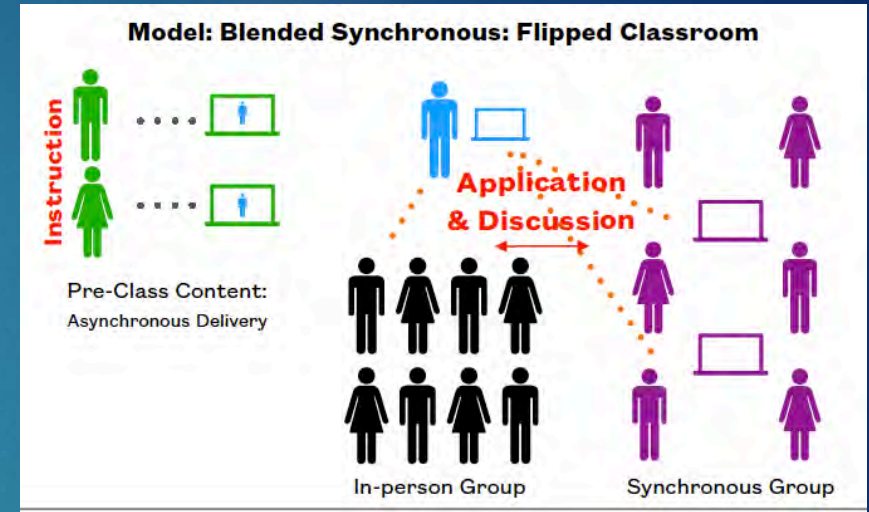 Model: Blended Synchronous: Flipped Classroom
Instruction
Pre-Class Content:
Asynchronous Delivery
Application
& Discussion
In-person Group
Synchronous Group